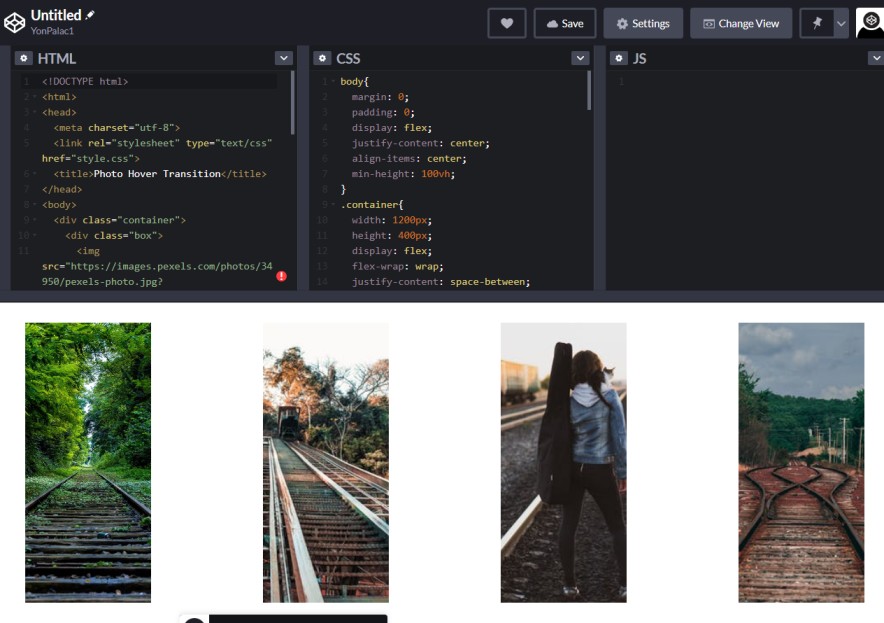 Untitled
YonPalac1
Save
Settings
Change View
HTML
1 <!DOCTYPE html>
2 <html>
3 <head>
4 <meta charset="utf-8">
5 <link rel="stylesheet" type="text/css"
href="style.css">
6 <title>Photo Hover Transition</title>
7 </head>
8 <body>
9 <div class="container">
10 <div class="box">
11 <img
src="https://images.pexels.com/photos/34
950/pexels-photo.jpg?
CSS
1 body{
2 margin: 0;
3 padding: 0;
4 display: flex;
5 justify-content: center;
6 align-items: center;
7 min-height: 100vh;
8 }
9 .container{
10 width: 1200px;
11 height: 400px;
12 display: flex;
13 flex-wrap: wrap;
14 justify-content: space-between;
JS
1